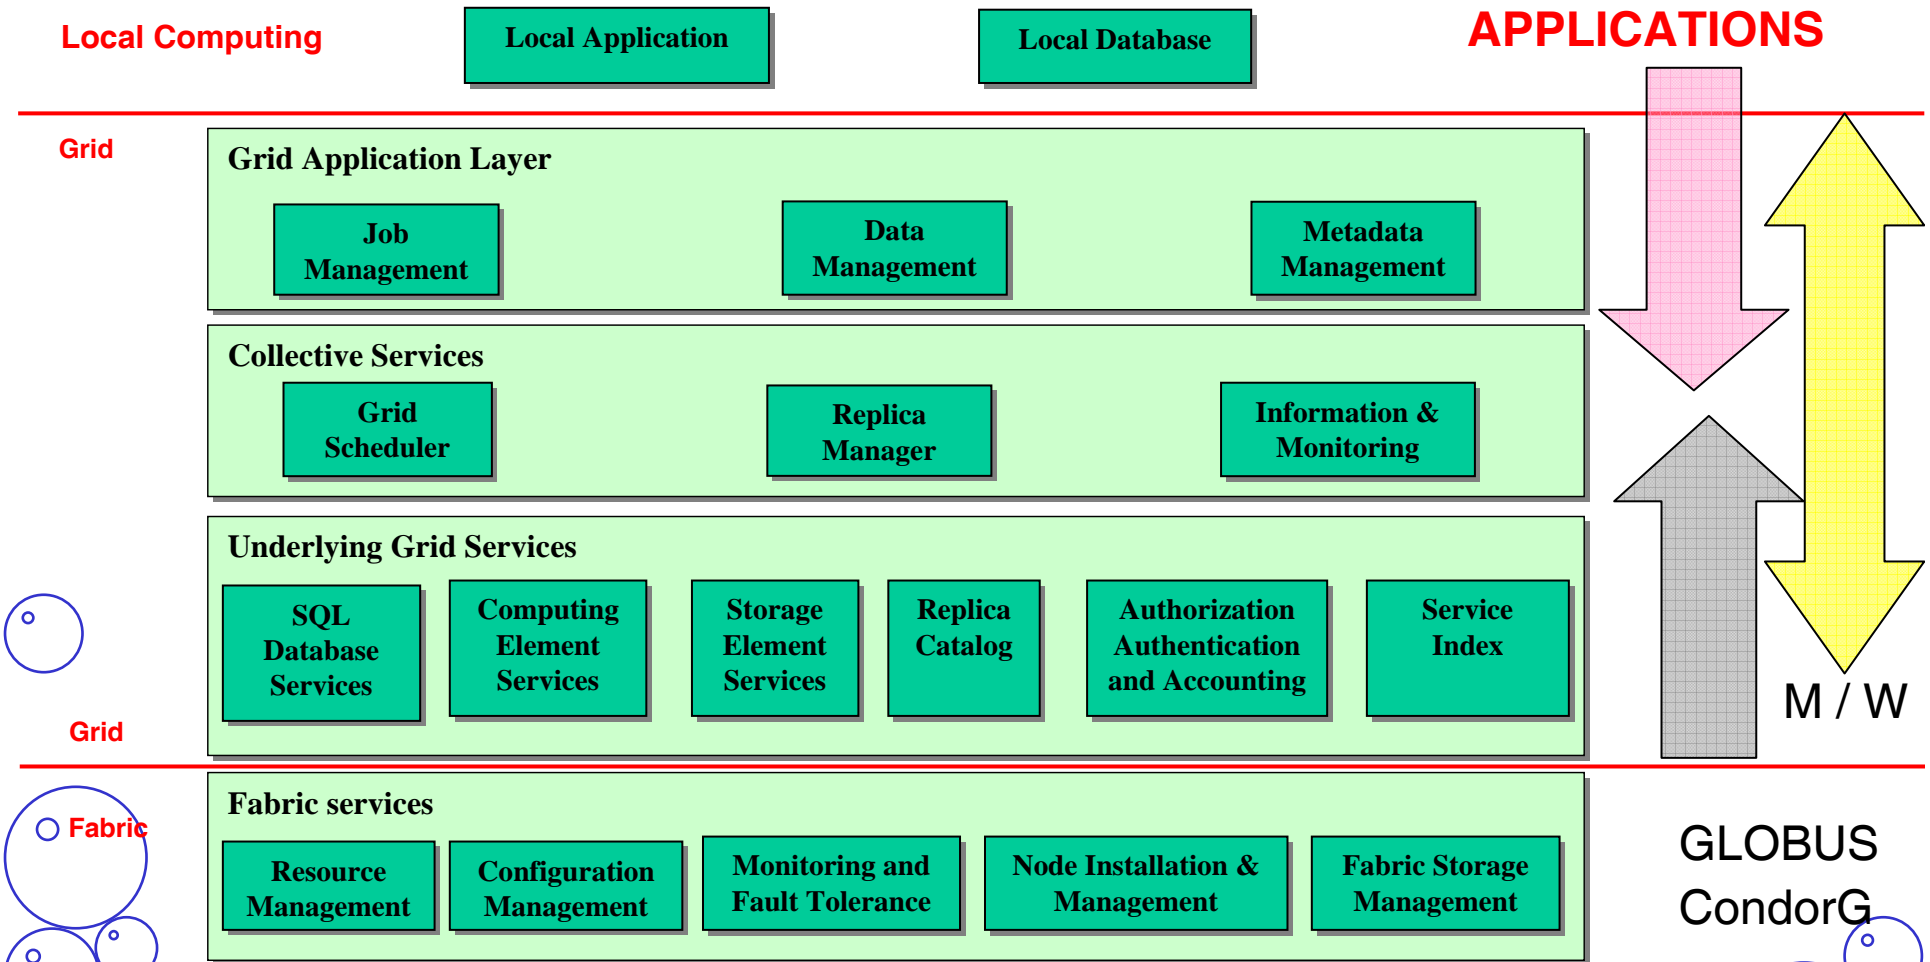 Local Computing
Local Application
Local Database
APPLICATIONS
Grid
Grid Application Layer
Job
Management
Data
Management
Metadata
Management
Collective Services
Grid
Scheduler
Replica
Manager
Information &
Monitoring
Underlying Grid Services
SQL
Database
Services
Computing
Element
Services
Storage
Element
Services
Replica
Catalog
Authorization
Authentication
and Accounting
Service
Index
M / W
Grid
Fabric services
Fabric
Resource
Management
Configuration
Management
Monitoring and
Fault Tolerance
Node Installation &
Management
Fabric Storage
Management
GLOBUS
CondorG